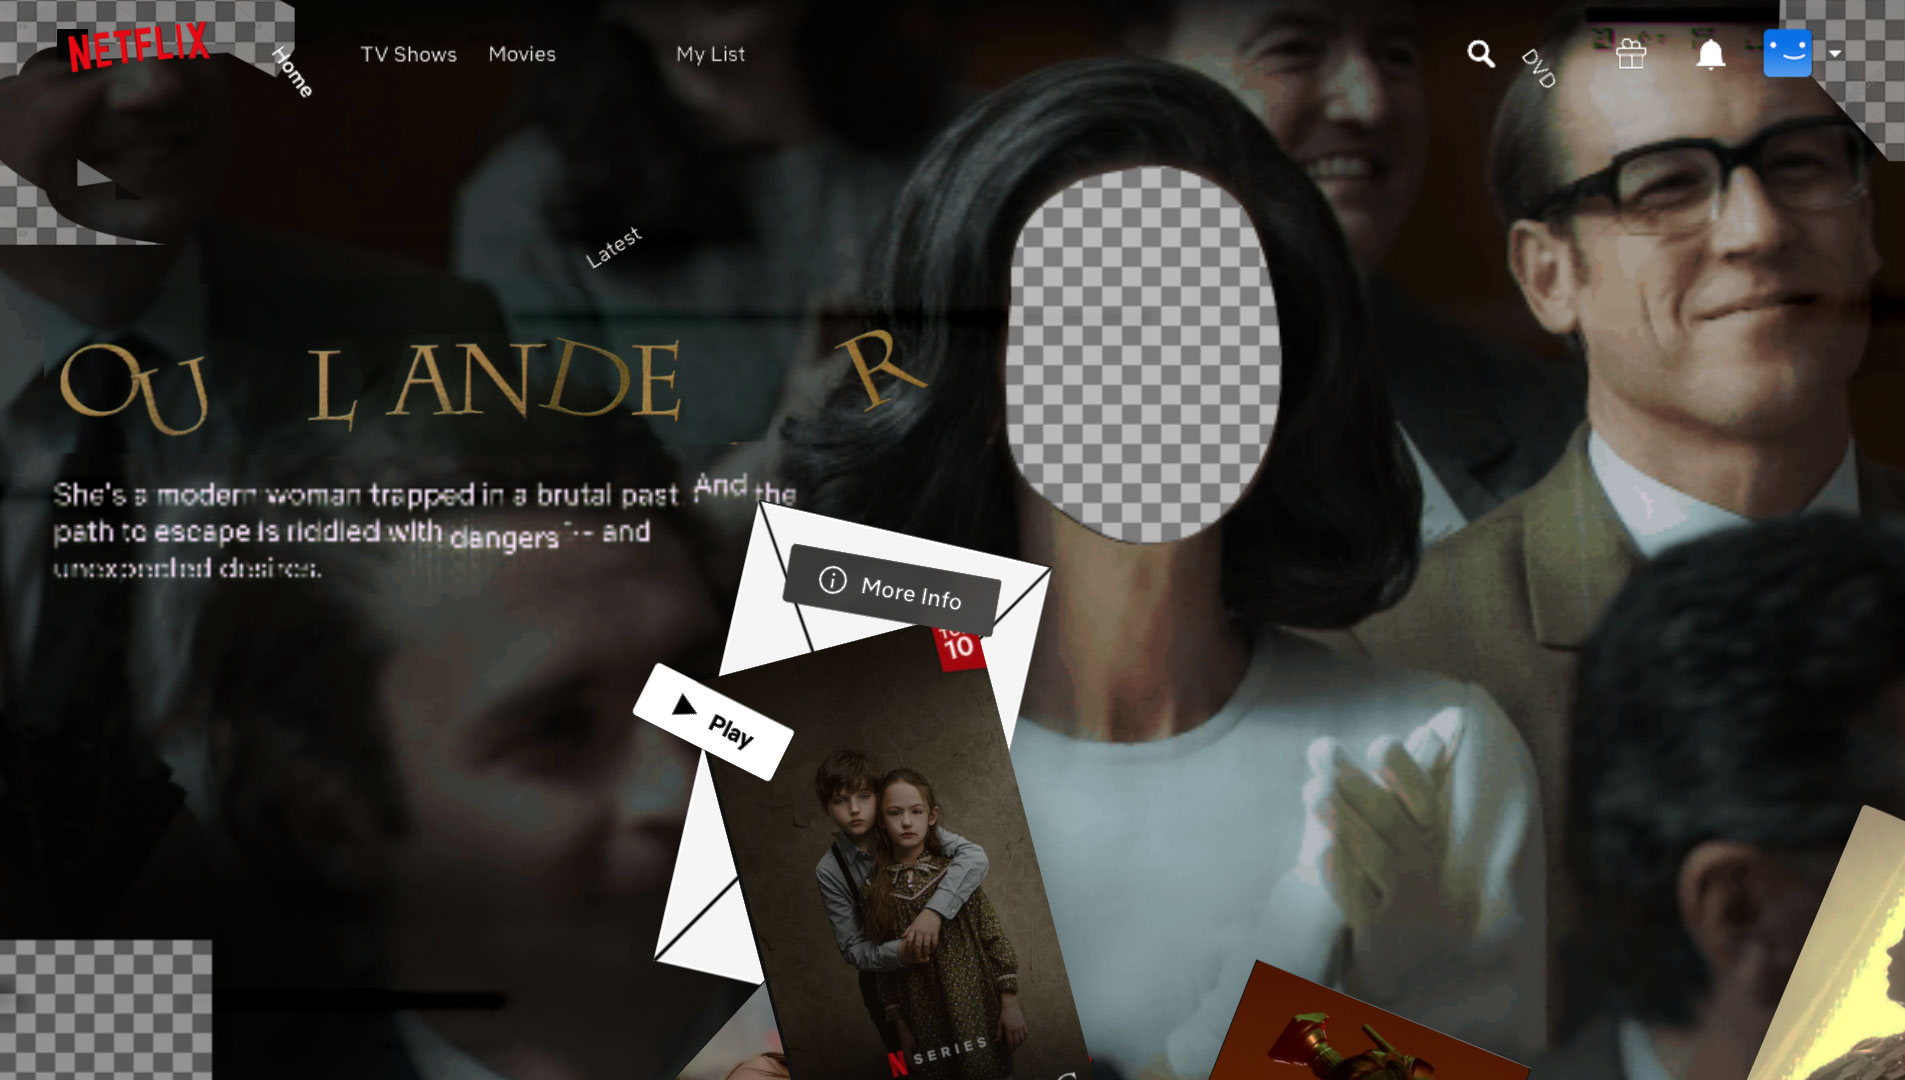 NETFLIX
Home
TV Shows
Movies
My List
DVD
Latest
OU L ANDE R
She's a modern woman trapped in a brutal past. And the
path to escape is riddled with dangers -- and
unexpected desires.
More Info
10
Play
N SERIES